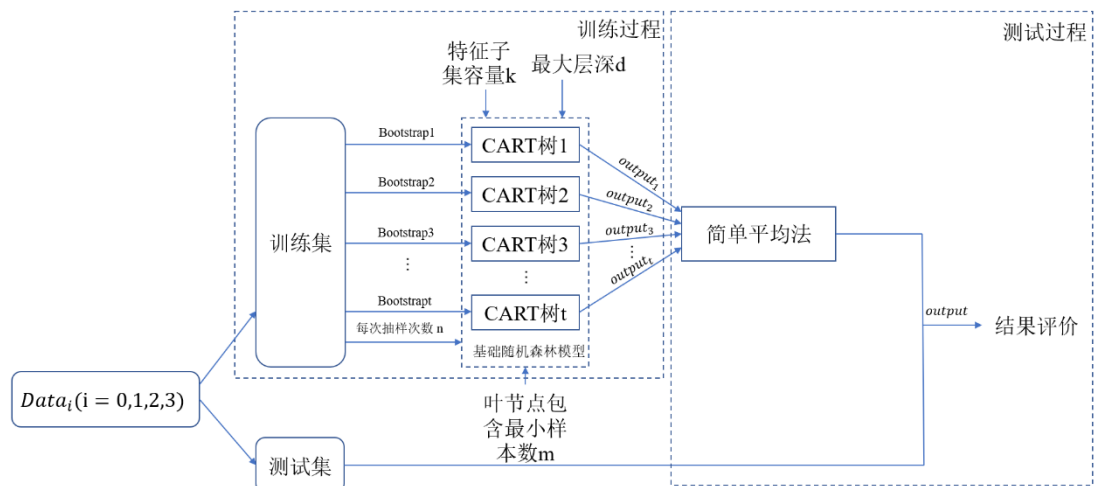 训练过程
测试过程
特征子
集容量k
最大层深d
训练集
Bootstrap1
CART树1
output₁
Bootstrap2
CART树2
output₂
Bootstrap3
CART树3
output₃
⋮
⋮
⋮
Bootstrapt
CART树t
outputₜ
每次抽样次数 n
基础随机森林模型
简单平均法
output
结果评价
Dataᵢ(i = 0,1,2,3)
叶节点包
含最小样
本数m
测试集